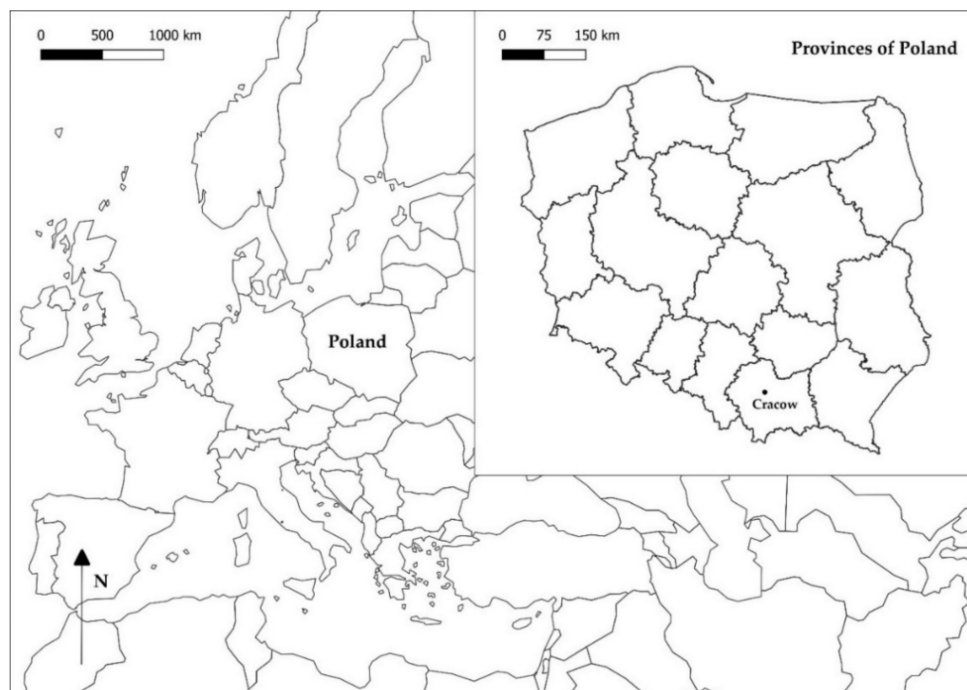 0 500 1000 km
0 75 150 km
Provinces of Poland
Poland
Cracow
N